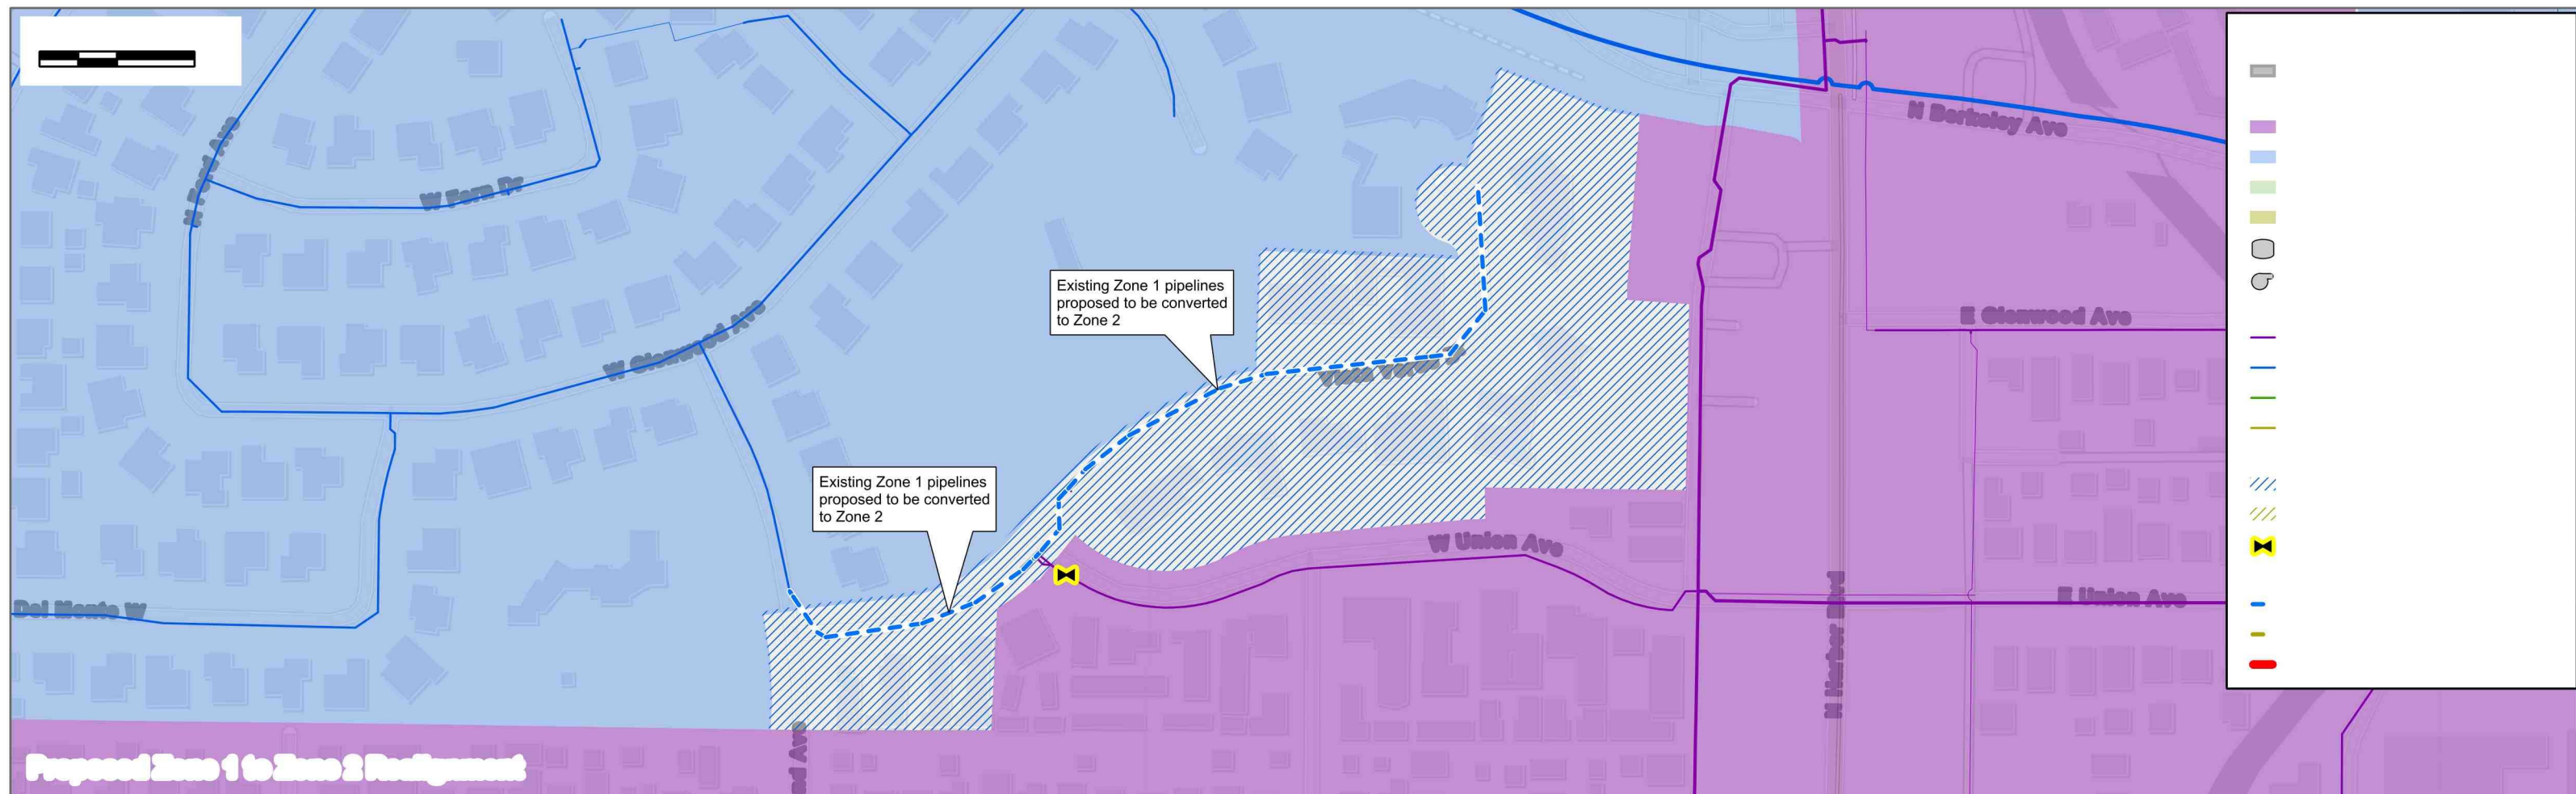 N Berkeley Ave
W Fern Dr
E Glenwood Ave
Existing Zone 1 pipelines
proposed to be converted
to Zone 2
W Glenwood Ave
Existing Zone 1 pipelines
proposed to be converted
to Zone 2
W Union Ave
Del Monte W
E Union Ave
N Harbor Blvd
Proposed Zone 1 to Zone 2 Realignment